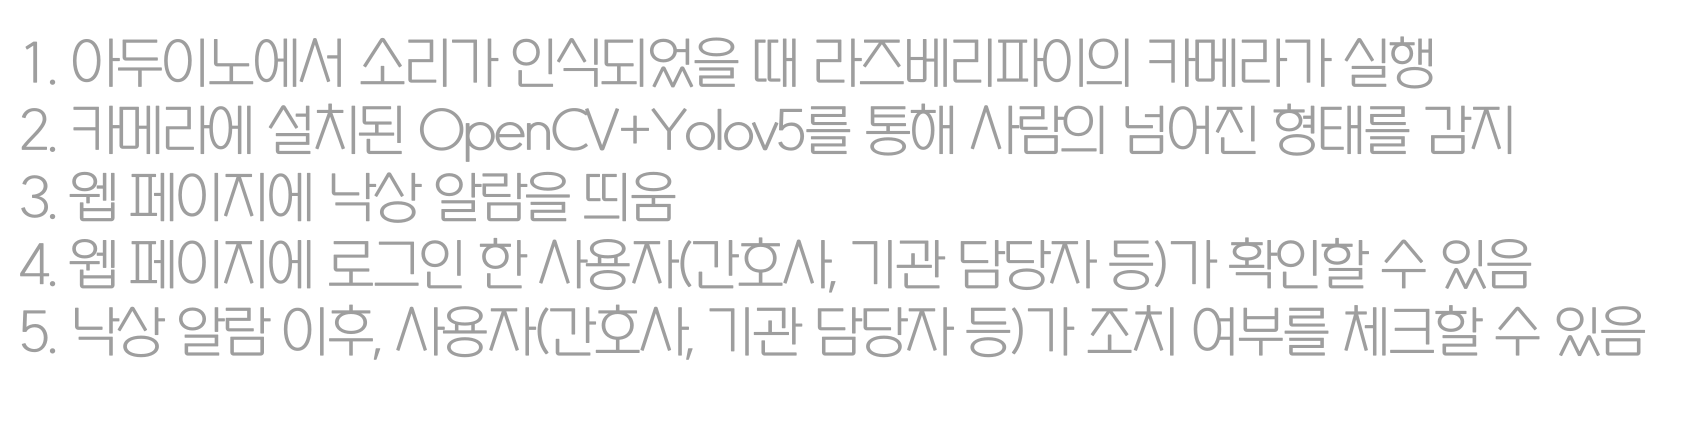 1. 아두이노에서 소리가 인식되었을 때 라즈베리파이의 카메라가 실행
2. 카메라에 설치된 OpenCV+Yolov5를 통해 사람의 넘어진 형태를 감지
3. 웹 페이지에 낙상 알람을 띄움
4. 웹 페이지에 로그인 한 사용자(간호사, 기관 담당자 등)가 확인할 수 있음
5. 낙상 알람 이후, 사용자(간호사, 기관 담당자 등)가 조치 여부를 체크할 수 있음